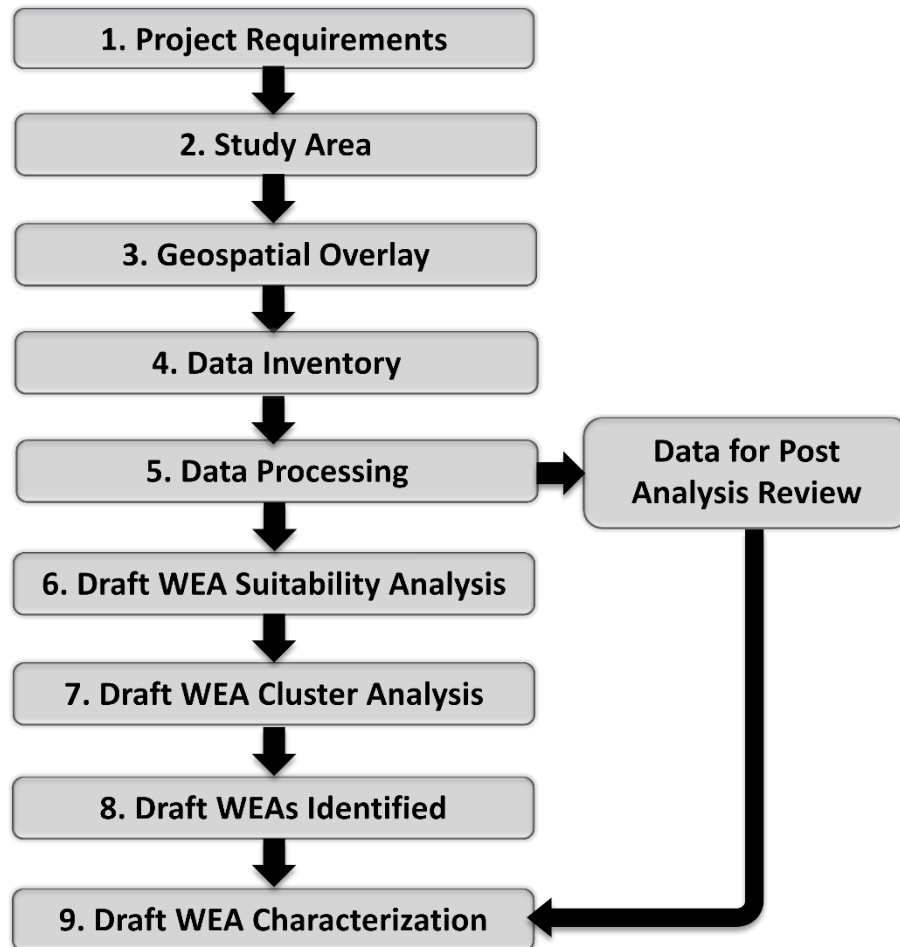 1. Project Requirements
2. Study Area
3. Geospatial Overlay
4. Data Inventory
5. Data Processing
Data for Post
Analysis Review
6. Draft WEA Suitability Analysis
7. Draft WEA Cluster Analysis
8. Draft WEAs Identified
9. Draft WEA Characterization